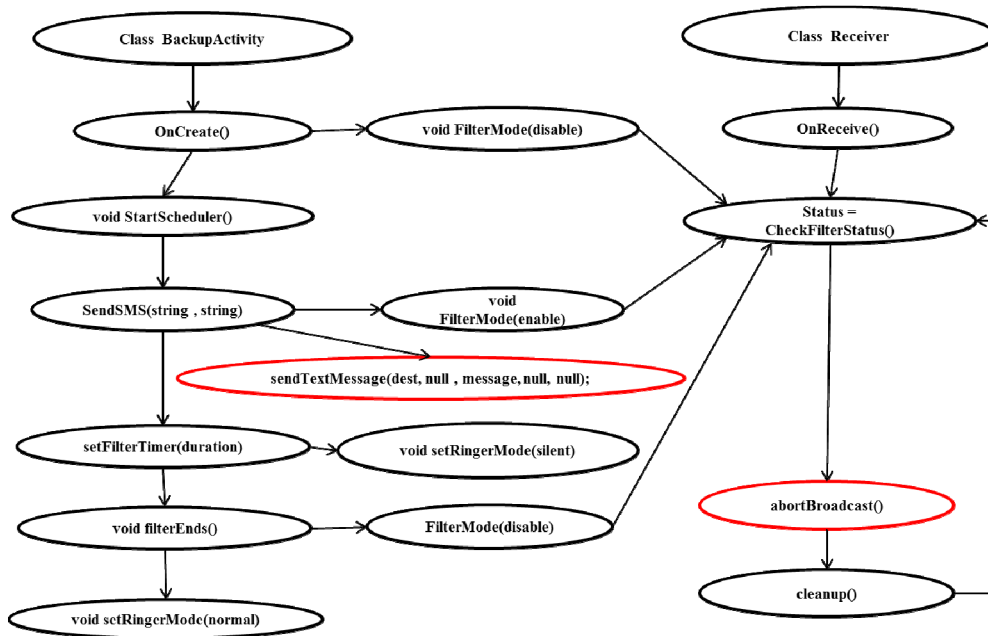 Class BackupActivity
Class Receiver
OnCreate()
void FilterMode(disable)
OnReceive()
void StartScheduler()
Status =
CheckFilterStatus()
SendSMS(string , string)
void
FilterMode(enable)
sendTextMessage(dest, null , message, null, null);
setFilterTimer(duration)
void setRingerMode(silent)
abortBroadcast()
void filterEnds()
FilterMode(disable)
cleanup()
void setRingerMode(normal)